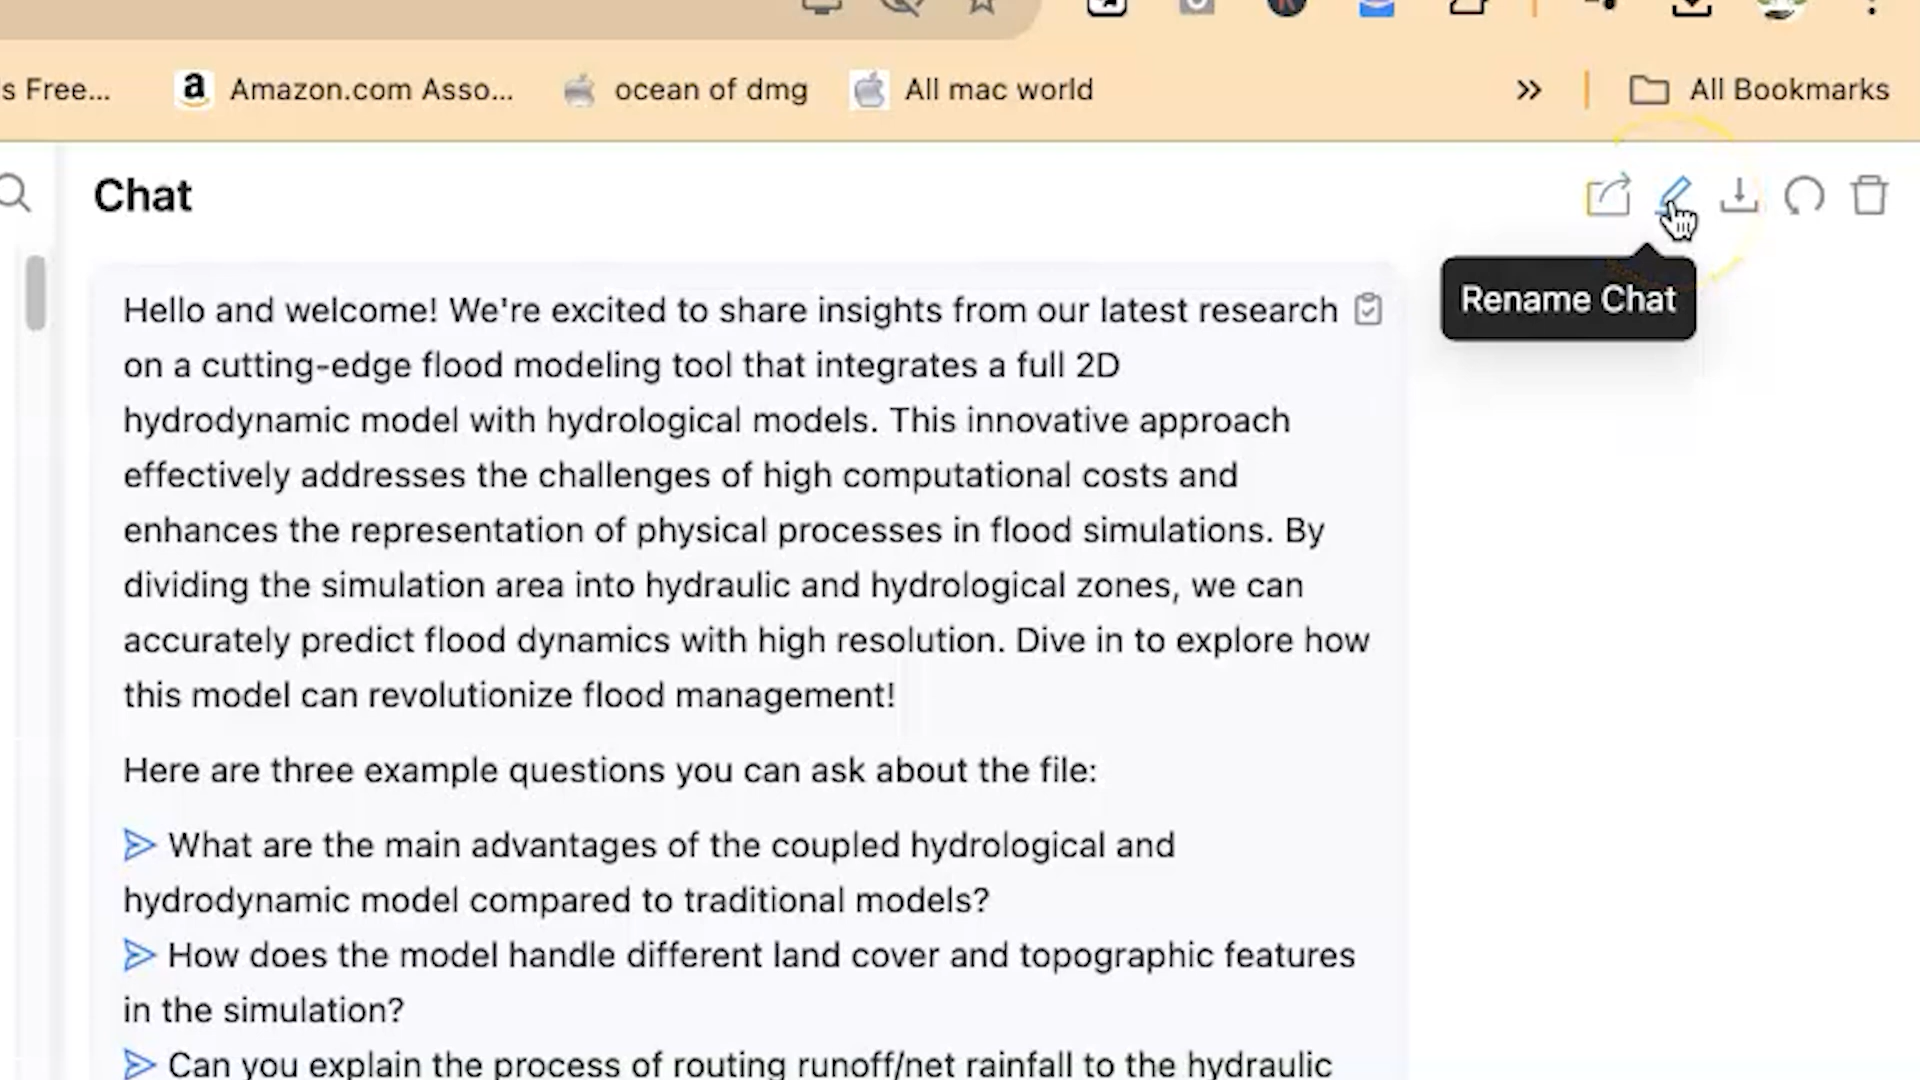 s Free...
Amazon.com Asso...
ocean of dmg
All mac world
All Bookmarks
Chat
Rename Chat
Hello and welcome! We're excited to share insights from our latest research
on a cutting-edge flood modeling tool that integrates a full 2D
hydrodynamic model with hydrological models. This innovative approach
effectively addresses the challenges of high computational costs and
enhances the representation of physical processes in flood simulations. By
dividing the simulation area into hydraulic and hydrological zones, we can
accurately predict flood dynamics with high resolution. Dive in to explore how
this model can revolutionize flood management!
Here are three example questions you can ask about the file:
What are the main advantages of the coupled hydrological and
hydrodynamic model compared to traditional models?
How does the model handle different land cover and topographic features
in the simulation?
Can you explain the process of routing runoff/net rainfall to the hydraulic